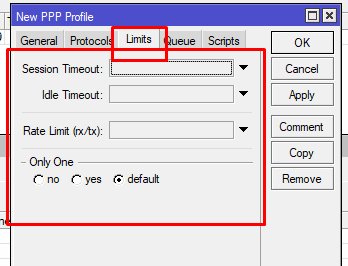 New PPP Profile
General Protocols Limits Queue Scripts
OK
Session Timeout:
Cancel
Idle Timeout:
Apply
Rate Limit (rx/tx):
Comment
Copy
Only One
no yes default
Remove